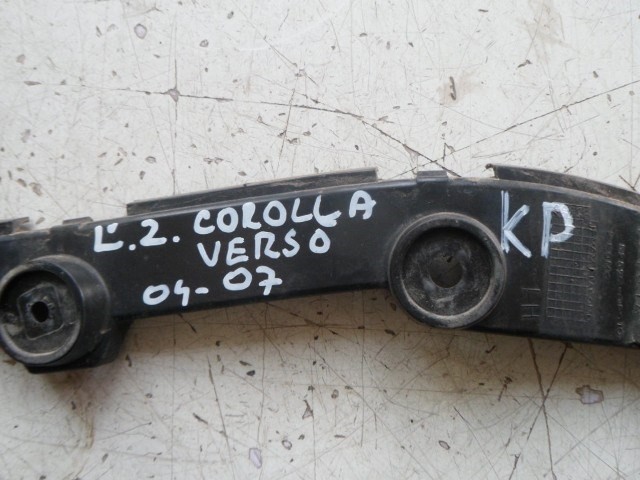 L. 2. COROLLA
VERSO
04-07
KP